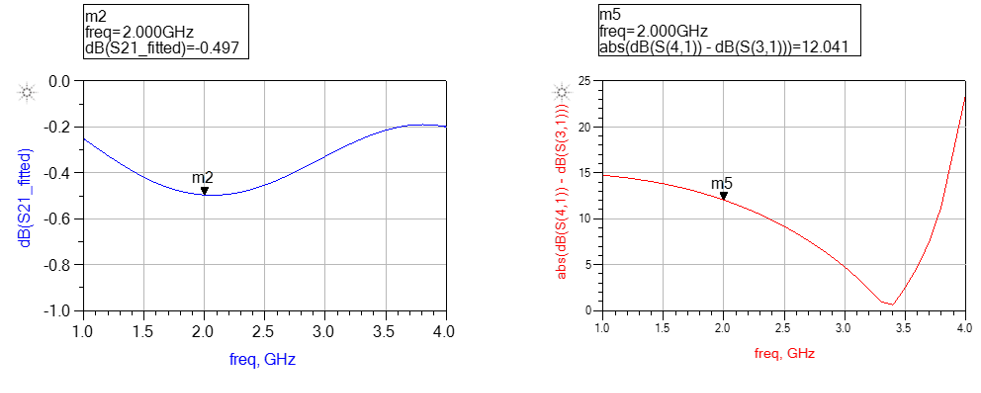 m2
freq=2.000GHz
dB(S21_fitted)=-0.497
m5
freq=2.000GHz
abs(dB(S(4,1)) - dB(S(3,1)))=12.041
dB(S21_fitted)
0.0
-0.2
-0.4
-0.6
-0.8
-1.0
m2
1.0 1.5 2.0 2.5 3.0 3.5 4.0
freq, GHz
abs(dB(S(4,1)) - dB(S(3,1)))
25
20
15
10
5
0
m5
1.0 1.5 2.0 2.5 3.0 3.5 4.0
freq, GHz